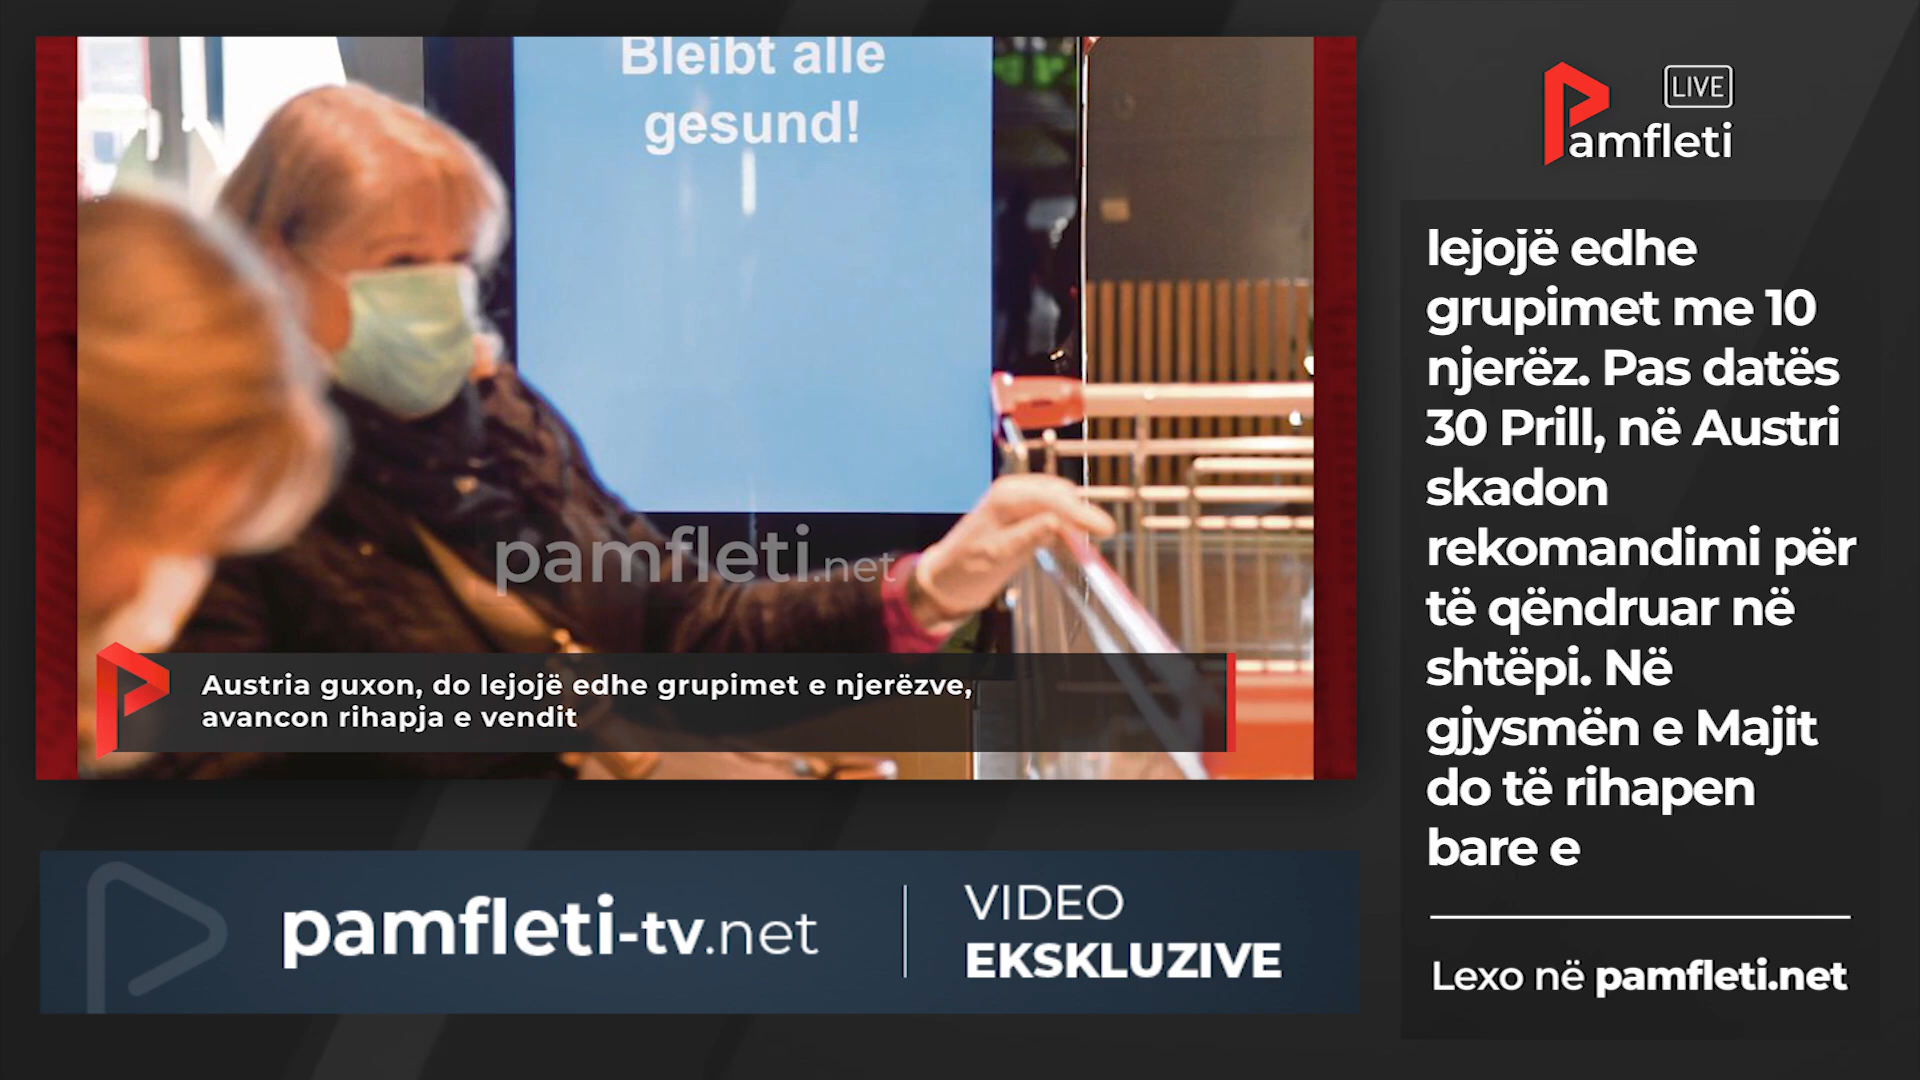 Bleibt alle
gesund!
pamfleti.net
Austria guxon, do lejojë edhe grupimet e njerëzve,
avancon rihapja e vendit
pamfleti-tv.net
VIDEO
EKSKLUZIVE
LIVE
Pamfleti
lejojë edhe
grupimet me 10
njerëz. Pas datës
30 Prill, në Austri
skadon
rekomandimi për
të qëndruar në
shtëpi. Në
gjysmën e Majit
do të rihapen
bare e
Lexo në pamfleti.net